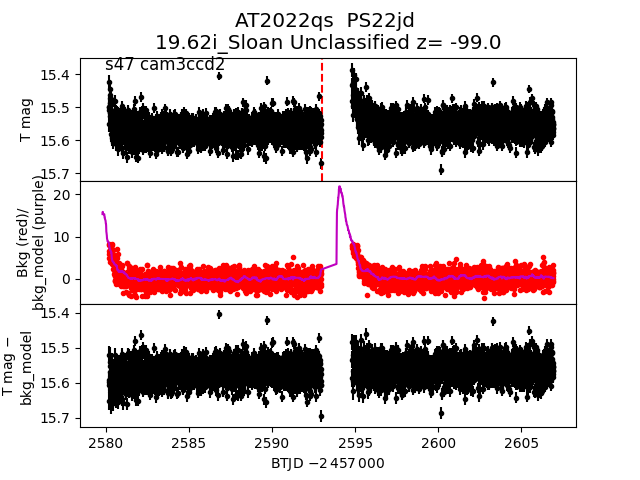 AT2022qs  PS22jd
19.62i_Sloan Unclassified z= -99.0
s47 cam3ccd2
15.4
15.5
15.6
15.7
T mag
20
10
0
Bkg (red)/
bkg_model (purple)
15.4
15.5
15.6
15.7
T mag −
bkg_model
2580
2585
2590
2595
2600
2605
BTJD −2 457 000